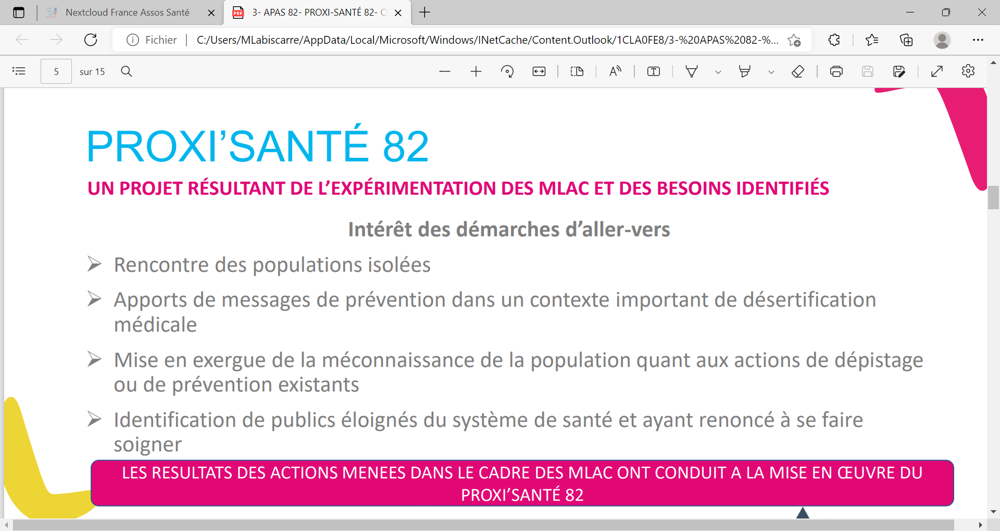 Nextcloud France Assos Santé
3- APAS 82- PROXI-SANTÉ 82- C
Fichier
C:/Users/MLabiscarre/AppData/Local/Microsoft/Windows/INetCache/Content.Outlook/1CLA0FE8/3-%20APAS%2082-%...
5 sur 15
PROXI’SANTÉ 82
UN PROJET RÉSULTANT DE L’EXPÉRIMENTATION DES MLAC ET DES BESOINS IDENTIFIÉS
Intérêt des démarches d’aller-vers
➢ Rencontre des populations isolées
➢ Apports de messages de prévention dans un contexte important de désertification
médicale
➢ Mise en exergue de la méconnaissance de la population quant aux actions de dépistage
ou de prévention existants
➢ Identification de publics éloignés du système de santé et ayant renoncé à se faire
soigner
LES RESULTATS DES ACTIONS MENEES DANS LE CADRE DES MLAC ONT CONDUIT A LA MISE EN ŒUVRE DU
PROXI’SANTÉ 82